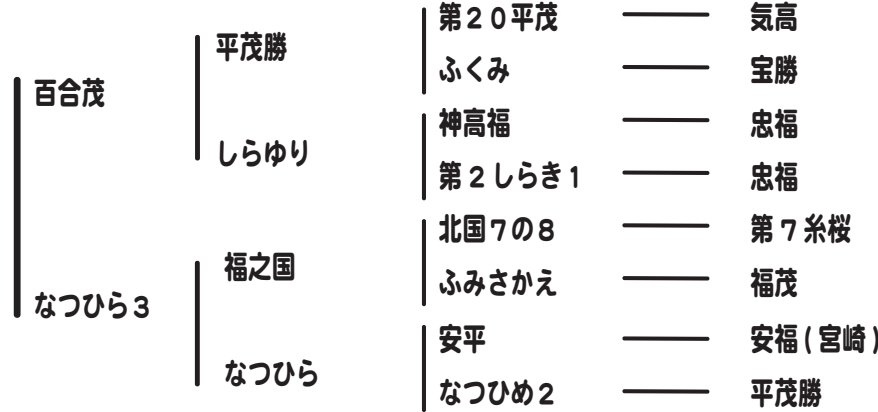 第２０平茂　気高
平茂勝
ふくみ　宝勝
百合茂
神高福　忠福
しらゆり
第２しらき１　忠福
北国７の８　第７糸桜
福之国
ふみさかえ　福茂
なつひら３
安平　安福(宮崎)
なつひら
なつひめ２　平茂勝